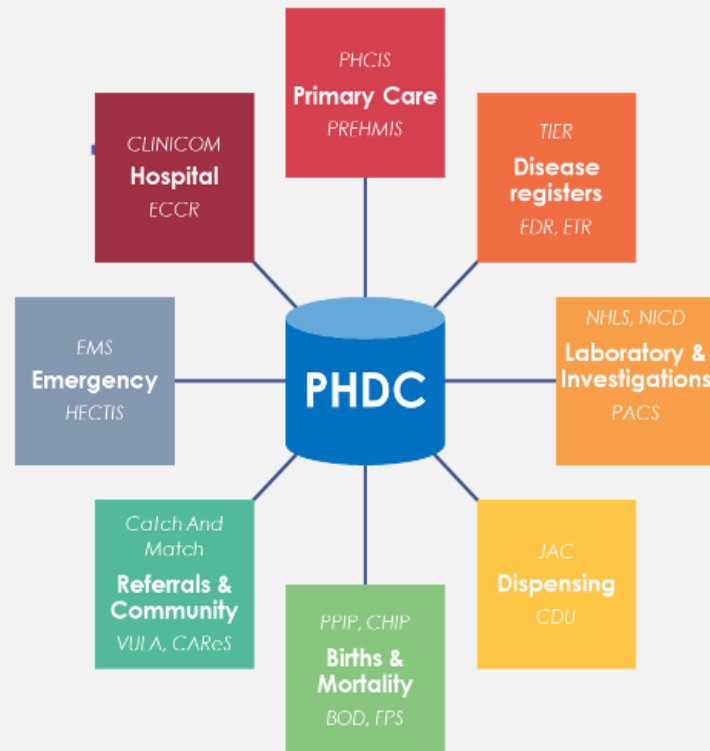 PHCIS
Primary Care
PREHMIS
CLINICOM
Hospital
ECCR
TIER
Disease
registers
EDR, ETR
EMS
Emergency
HECTIS
PHDC
NHLS, NICD
Laboratory &
Investigations
PACS
Catch And
Match
Referrals &
Community
VULA, CAReS
PPIP, CHIP
Births &
Mortality
BOD, FPS
JAC
Dispensing
CDU